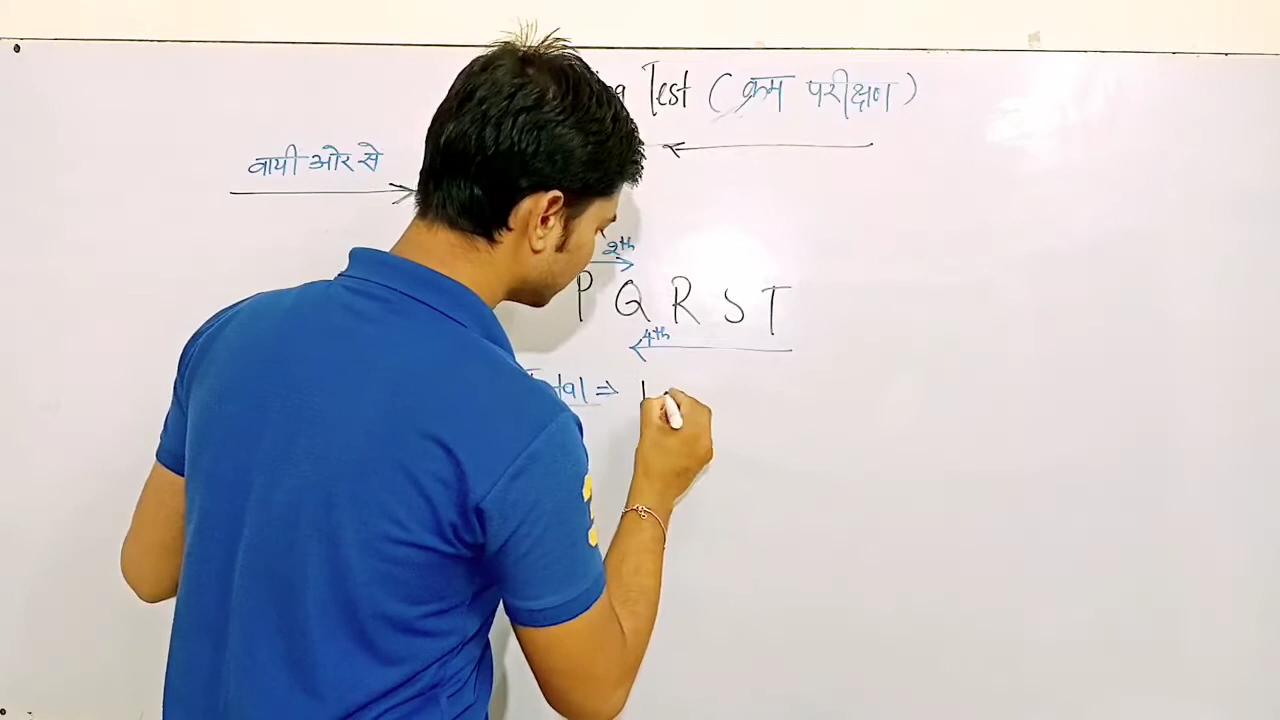 Test (क्रम परीक्षण)
वायी ओर से
2th
P Q R S T
4th
⇒